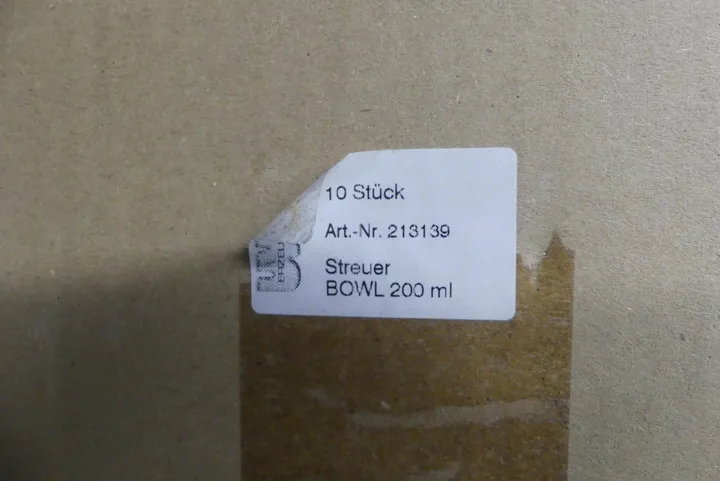 10 Stück
Art.-Nr. 213139
Streuer
BOWL 200 ml